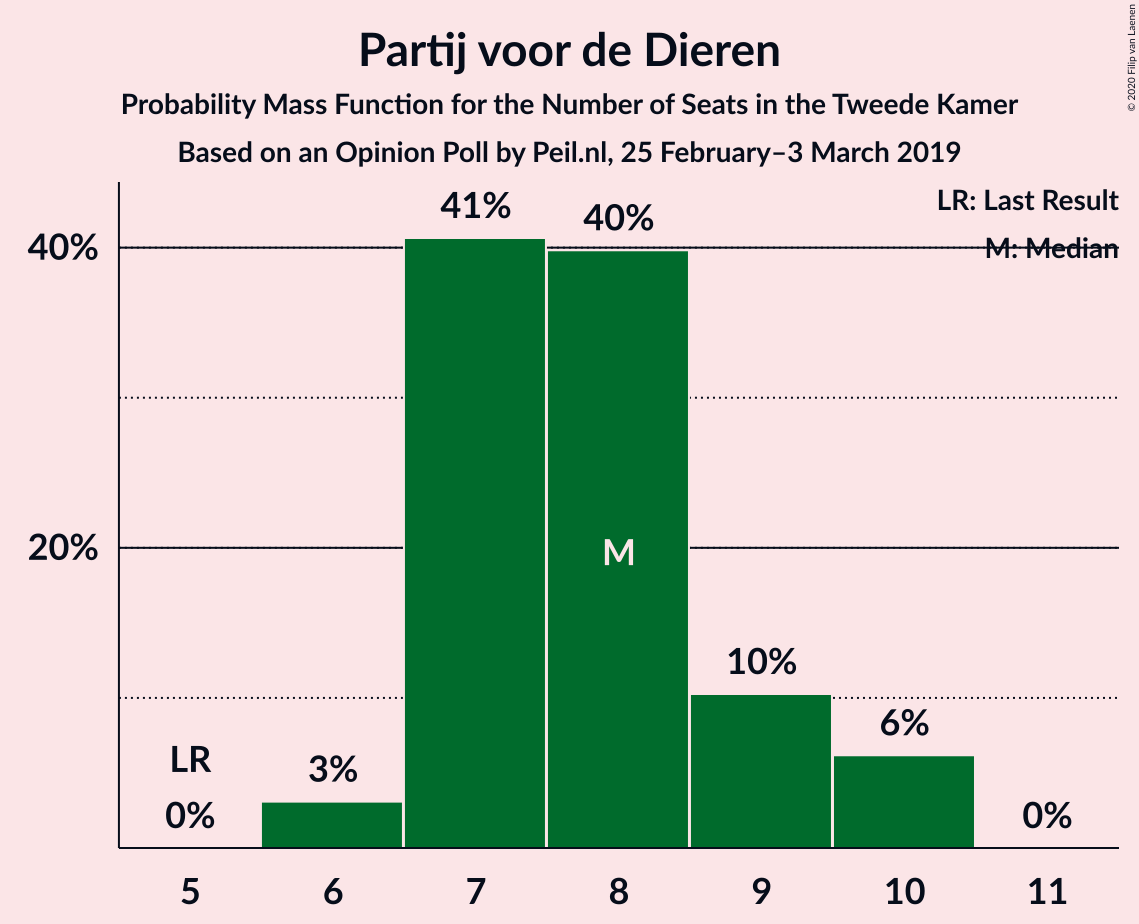 Partij voor de Dieren
Probability Mass Function for the Number of Seats in the Tweede Kamer
Based on an Opinion Poll by Peil.nl, 25 February–3 March 2019
© 2020 Filip van Laenen
LR: Last Result
M: Median
40%
20%
LR
0%
3%
41%
40%
M
10%
6%
0%
5 6 7 8 9 10 11